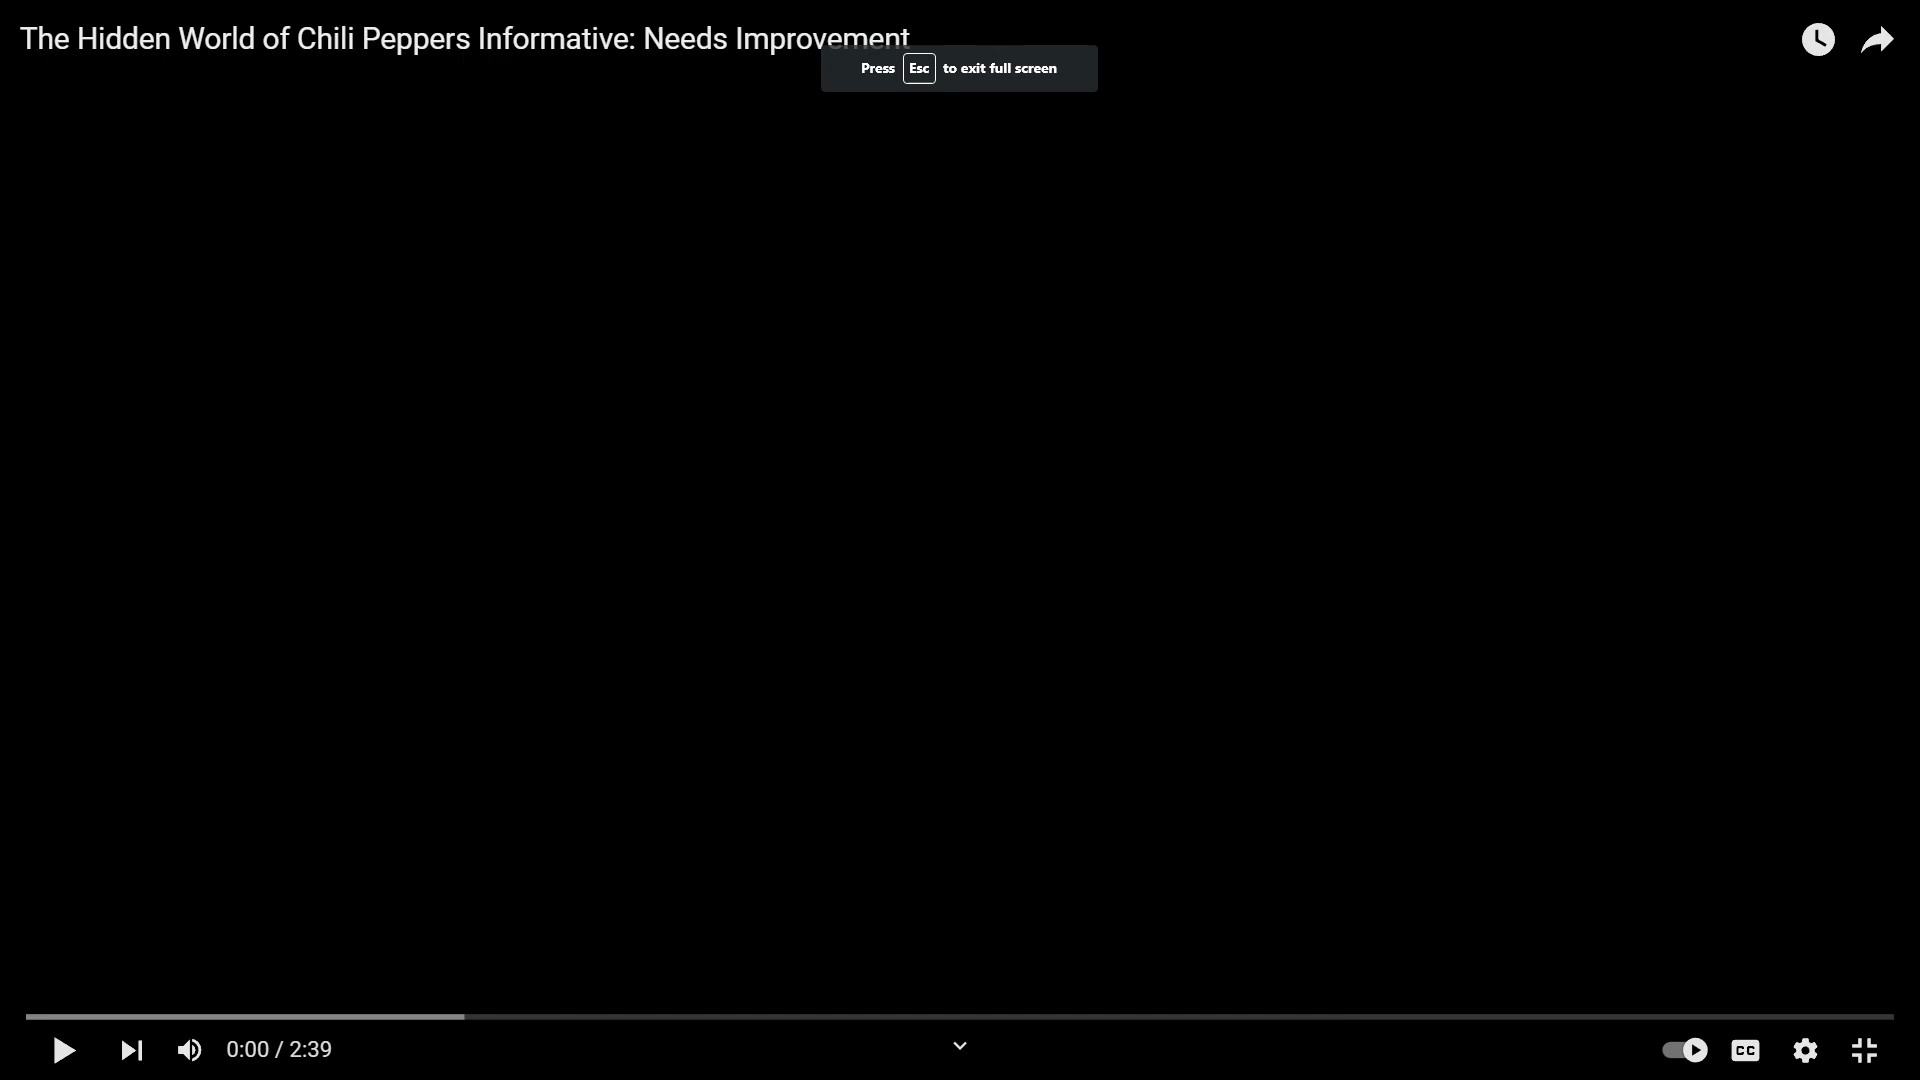 The Hidden World of Chili Peppers Informative: Needs Improvement
Press Esc to exit full screen
0:00 / 2:39
CC